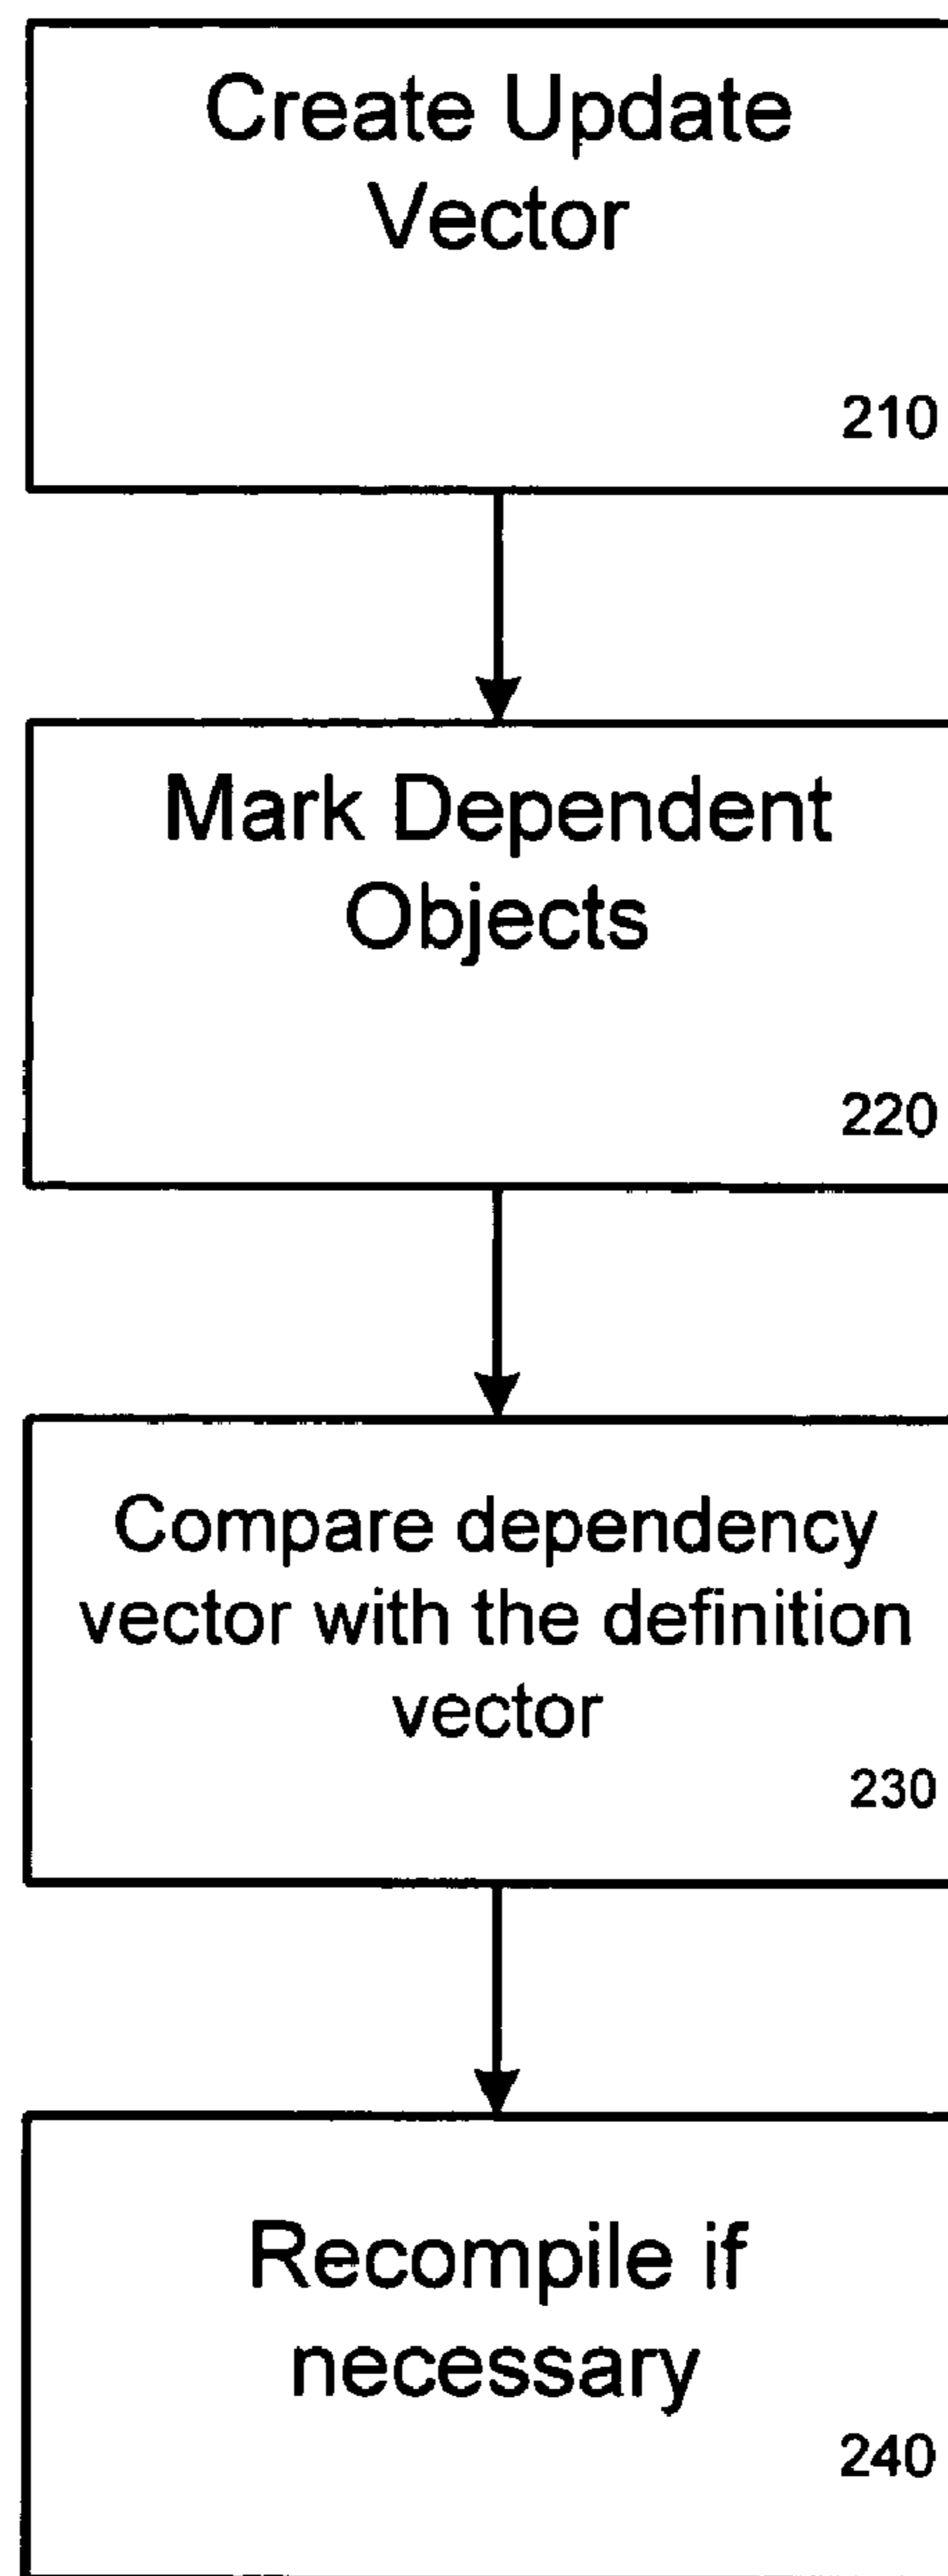 Create Update
Vector
210
Mark Dependent
Objects
220
Compare dependency
vector with the definition
vector
230
Recompile if
necessary
240